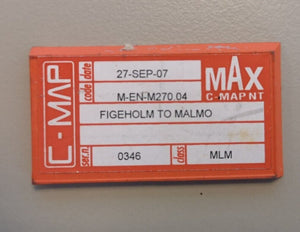 C-MAP
date 27-SEP-07
code M-EN-M270.04
MAX
C-MAP NT
FIGEHOLM TO MALMO
ser.n. 0346 class MLM